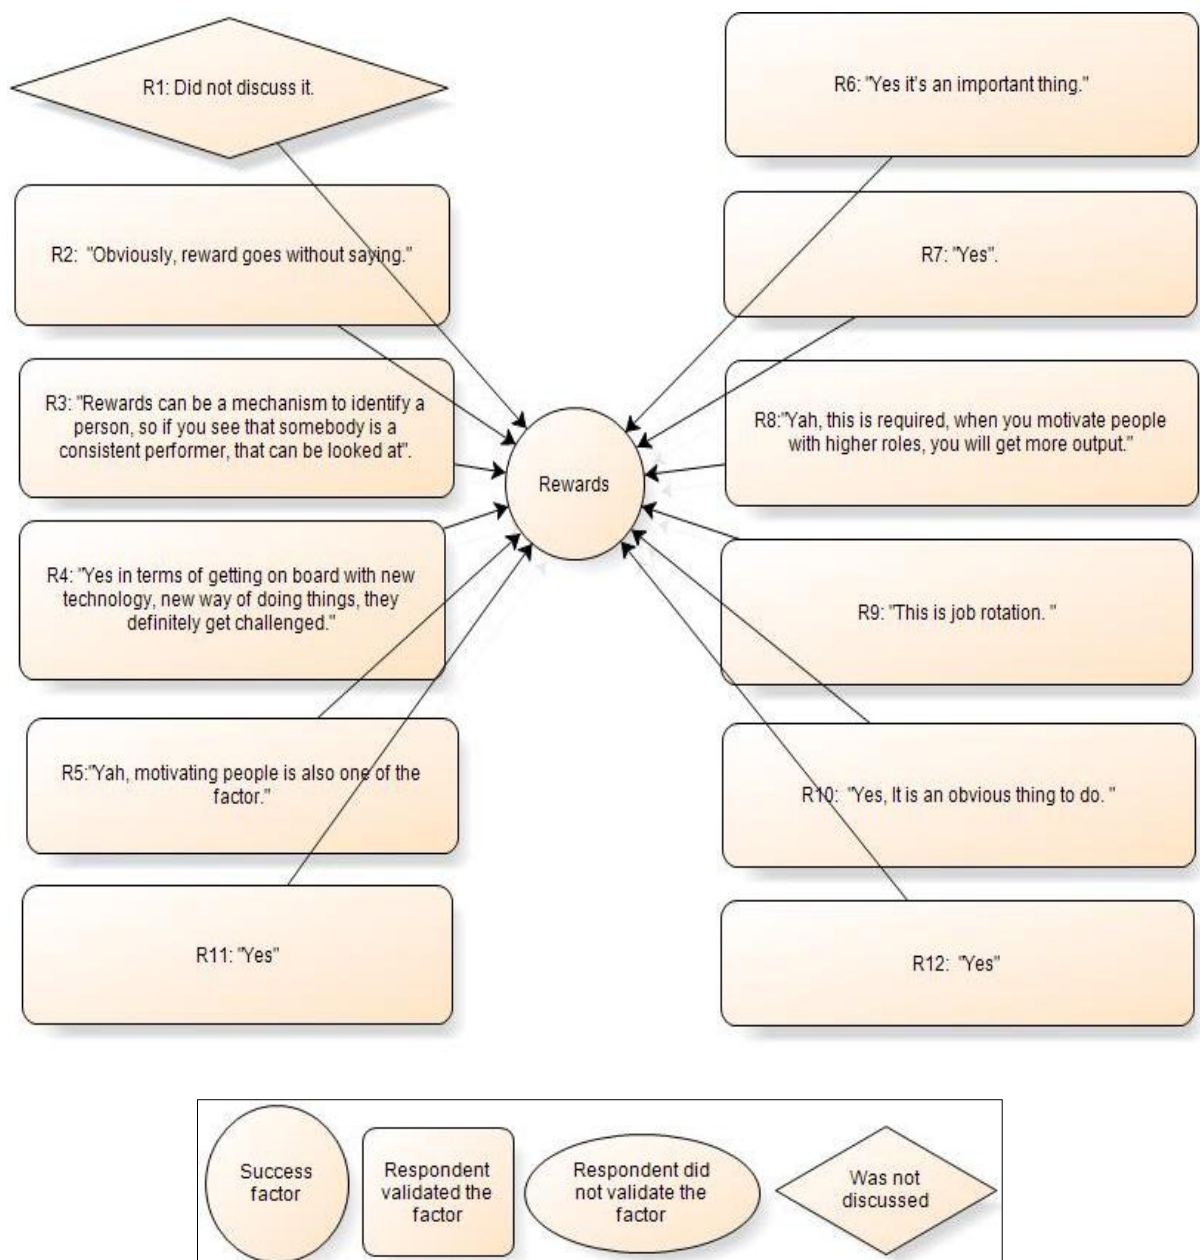 R1: Did not discuss it.
R2:  "Obviously, reward goes without saying."
R3: "Rewards can be a mechanism to identify a
person, so if you see that somebody is a
consistent performer, that can be looked at".
R4: "Yes in terms of getting on board with new
technology, new way of doing things, they
definitely get challenged."
R5:"Yah, motivating people is also one of the
factor."
R11: "Yes"
Rewards
R6: "Yes it's an important thing."
R7: "Yes".
R8:"Yah, this is required, when you motivate people
with higher roles, you will get more output."
R9: "This is job rotation. "
R10:  "Yes, It is an obvious thing to do. "
R12:  "Yes"
Success
factor
Respondent
validated the
factor
Respondent did
not validate the
factor
Was not
discussed